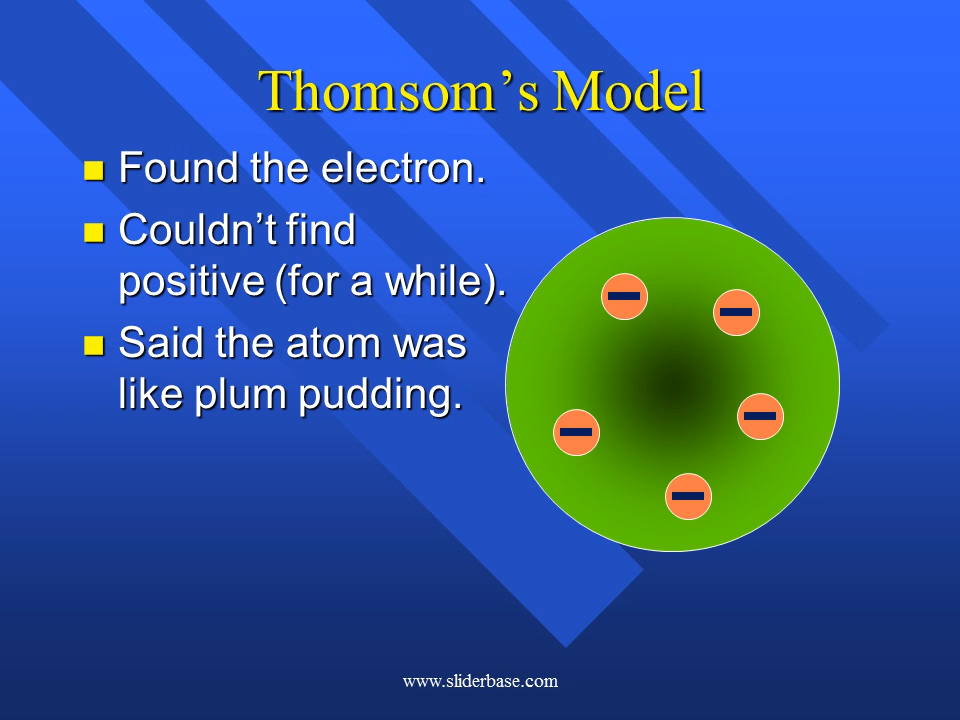 Thomsom’s Model
Found the electron.
Couldn’t find
positive (for a while).
Said the atom was
like plum pudding.
www.sliderbase.com